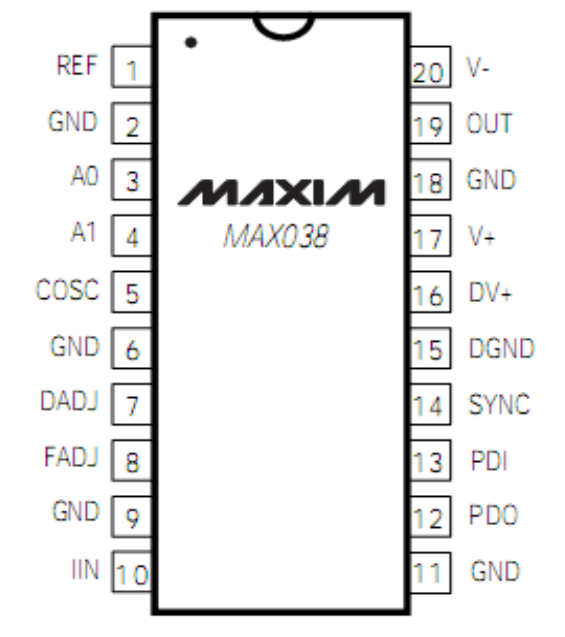 REF 1
GND 2
A0 3
A1 4
COSC 5
GND 6
DADJ 7
FADJ 8
GND 9
IIN 10
MAXIM
MAX038
20 V-
19 OUT
18 GND
17 V+
16 DV+
15 DGND
14 SYNC
13 PDI
12 PDO
11 GND